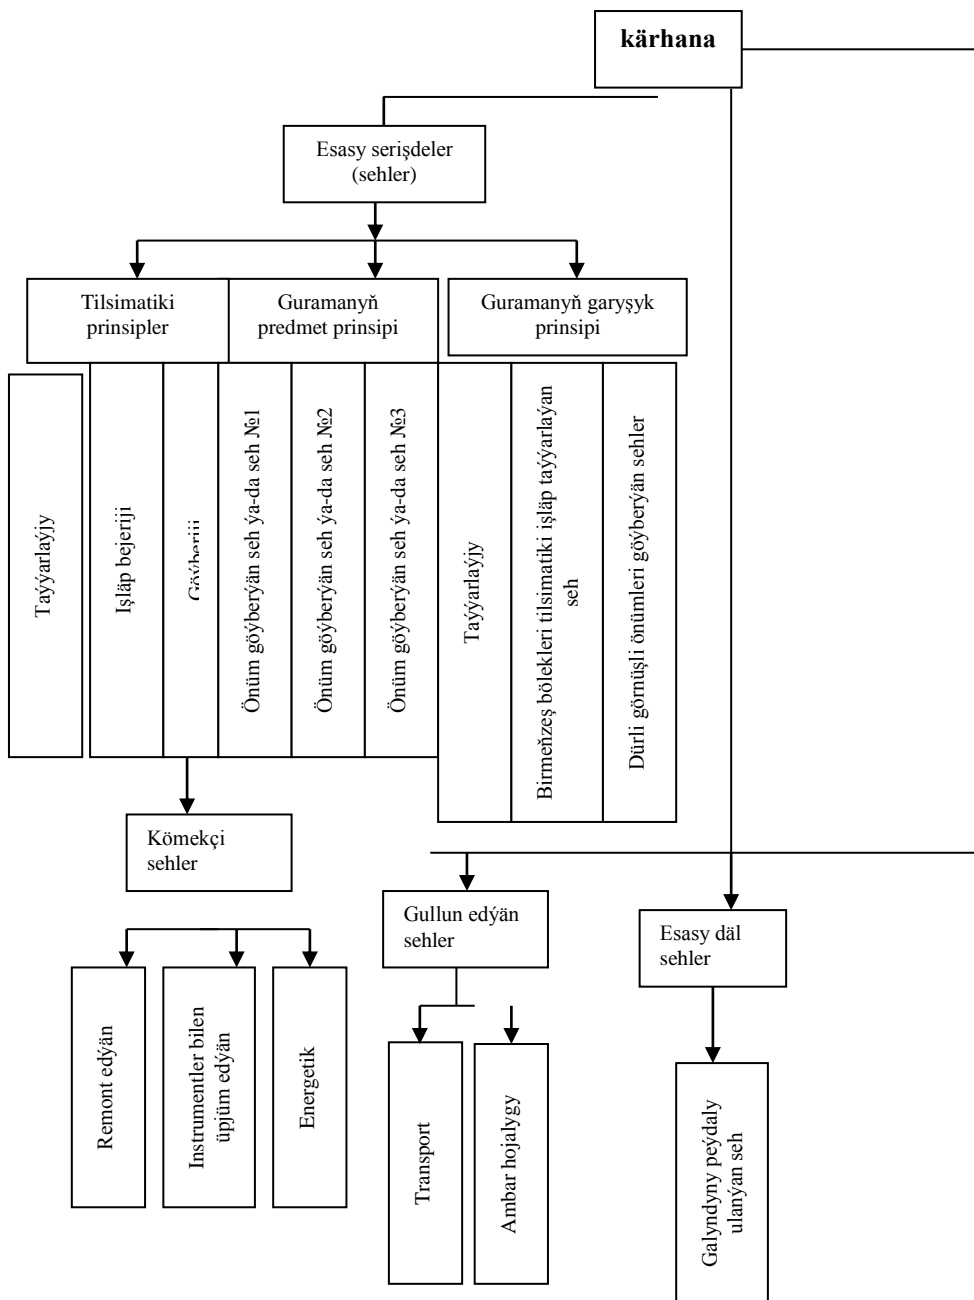 kärhana
Esasy serişdeler
(sehler)
Tilsimatiki
prinsipler
Guramanyň
predmet prinsipi
Guramanyň garyşyk
prinsipi
Taýýarlaýjy
Işläp bejeriji
Göýberiji
Önüm göýberýän seh ýa-da seh №1
Önüm göýberýän seh ýa-da seh №2
Önüm göýberýän seh ýa-da seh №3
Taýýarlaýjy
Birmeňzeş bölekleri tilsimatiki işläp taýýarlaýan
seh
Dürli görnüşli önümleri göýberýän sehler
Kömekçi
sehler
Gullun edýän
sehler
Esasy däl
sehler
Remont edýän
Instrumentler bilen
üpjüm edýän
Energetik
Transport
Ambar hojalygy
Galyndyny peýdaly
ulanýan seh